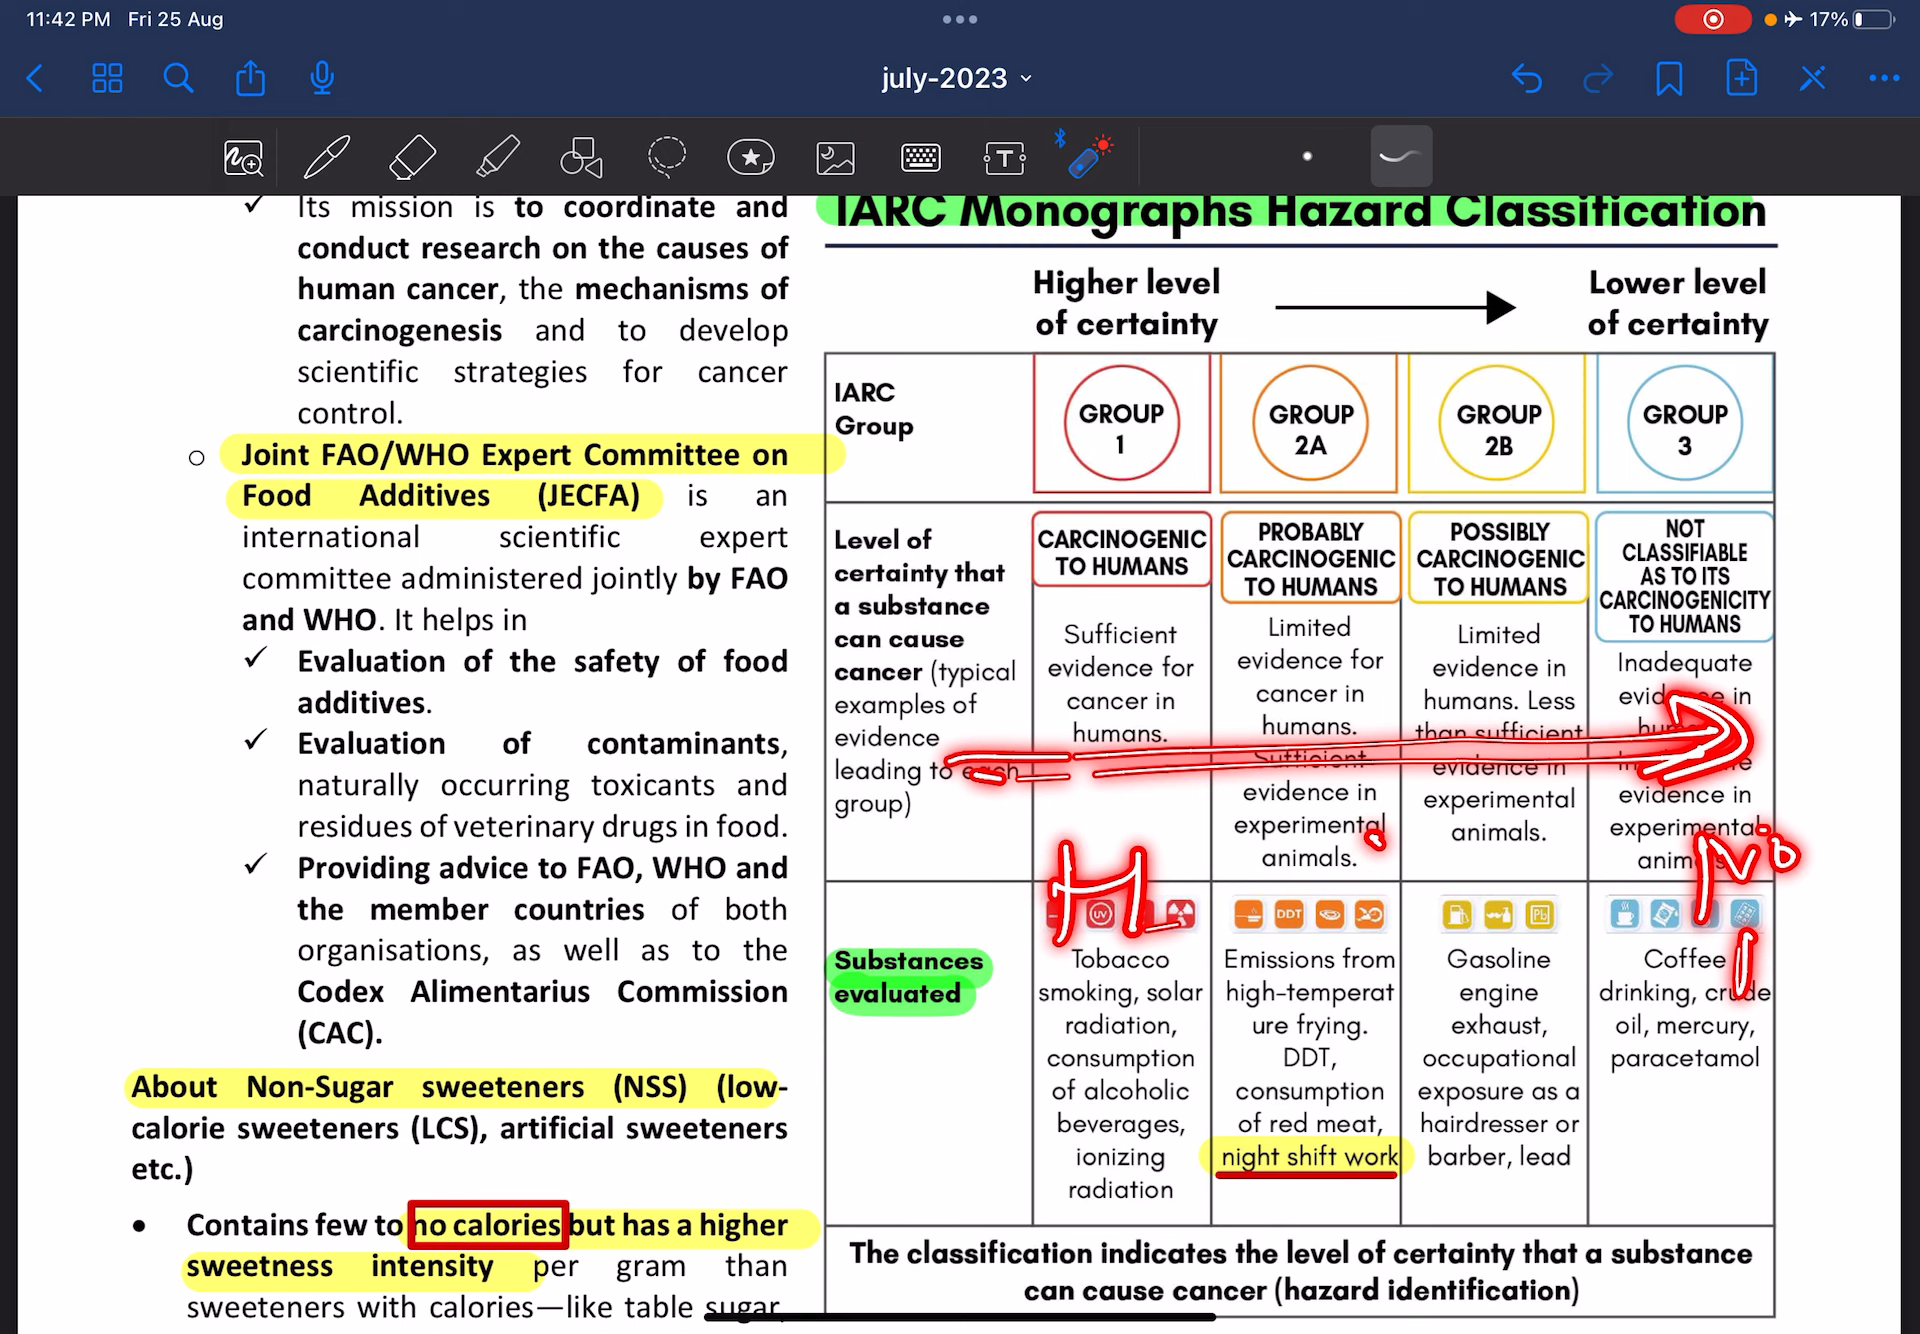 11:42 PM Fri 25 Aug
17%
july-2023
✓ Its mission is to coordinate and
conduct research on the causes of
human cancer, the mechanisms of
carcinogenesis and to develop
scientific strategies for cancer
control.
o Joint FAO/WHO Expert Committee on
Food Additives (JECFA) is an
international scientific expert
committee administered jointly by FAO
and WHO. It helps in
✓ Evaluation of the safety of food
additives.
✓ Evaluation of contaminants,
naturally occurring toxicants and
residues of veterinary drugs in food.
✓ Providing advice to FAO, WHO and
the member countries of both
organisations, as well as to the
Codex Alimentarius Commission
(CAC).
About Non-Sugar sweeteners (NSS) (low-
calorie sweeteners (LCS), artificial sweeteners
etc.)
• Contains few to no calories but has a higher
sweetness intensity per gram than
sweeteners with calories—like table sugar,
IARC Monographs Hazard Classification
Higher level
of certainty
Lower level
of certainty
IARC
Group
GROUP
1
GROUP
2A
GROUP
2B
GROUP
3
Level of
certainty that
a substance
can cause
cancer (typical
examples of
evidence
leading to each
group)
CARCINOGENIC
TO HUMANS
Sufficient
evidence for
cancer in
humans.
PROBABLY
CARCINOGENIC
TO HUMANS
Limited
evidence for
cancer in
humans.
Sufficient
evidence in
experimental
animals.
POSSIBLY
CARCINOGENIC
TO HUMANS
Limited
evidence in
humans. Less
than sufficient
evidence in
experimental
animals.
NOT
CLASSIFIABLE
AS TO ITS
CARCINOGENICITY
TO HUMANS
Inadequate
evidence in
evidence in
experimental
H
Substances
evaluated
UV
Tobacco
smoking, solar
radiation,
consumption
of alcoholic
beverages,
ionizing
radiation
DDT
Emissions from
high-temperat
ure frying.
DDT,
consumption
of red meat,
night shift work
Pb
Gasoline
engine
exhaust,
occupational
exposure as a
hairdresser or
barber, lead
Coffee
drinking, crude
oil, mercury,
paracetamol
The classification indicates the level of certainty that a substance
can cause cancer (hazard identification)